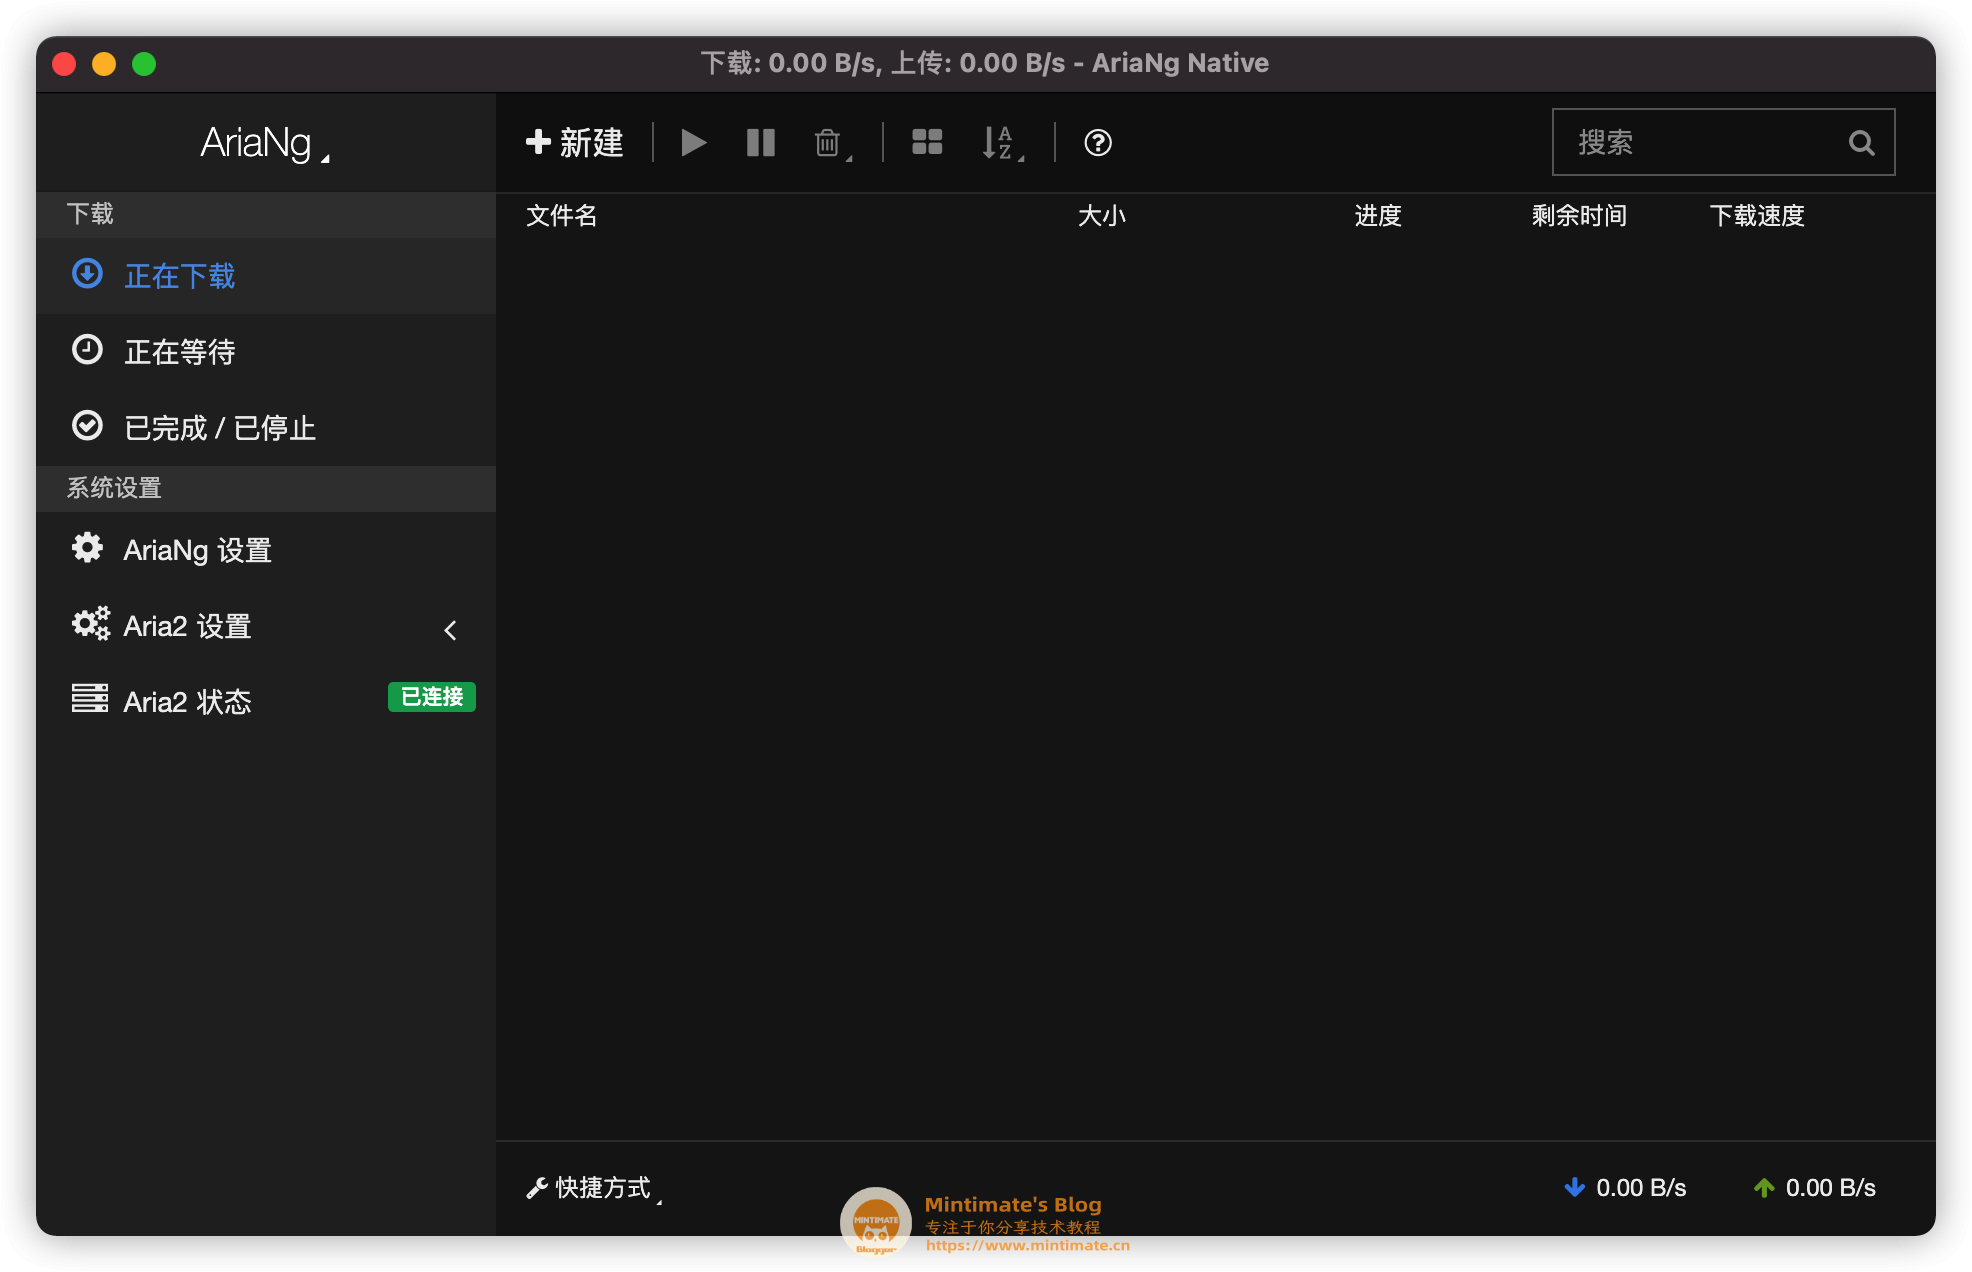 下载: 0.00 B/s, 上传: 0.00 B/s - AriaNg Native
AriaNg
新建
搜索
下载
文件名 大小 进度 剩余时间 下载速度
正在下载
正在等待
已完成 / 已停止
系统设置
AriaNg 设置
Aria2 设置
Aria2 状态 已连接
快捷方式
0.00 B/s 0.00 B/s
MINTIMATE
Blogger
Mintimate's Blog
专注于你分享技术教程
https://www.mintimate.cn